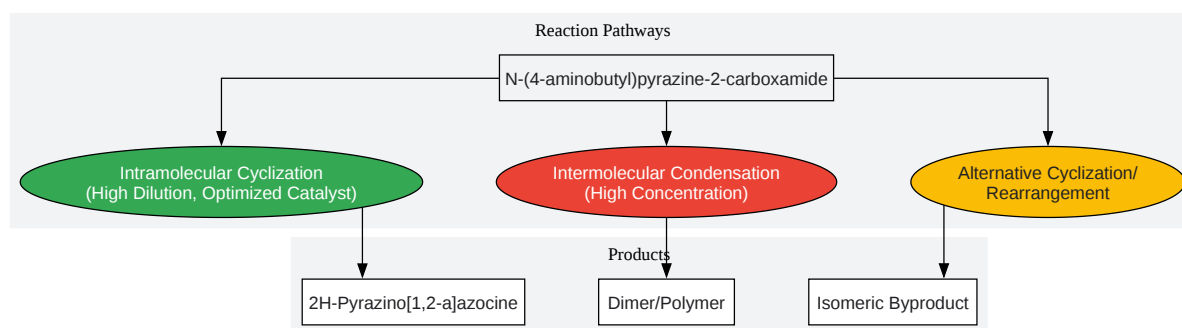 Reaction Pathways
N-(4-aminobutyl)pyrazine-2-carboxamide
Intramolecular Cyclization
(High Dilution, Optimized Catalyst)
Intermolecular Condensation
(High Concentration)
Alternative Cyclization/
Rearrangement
Products
2H-Pyrazino[1,2-a]azocine
Dimer/Polymer
Isomeric Byproduct